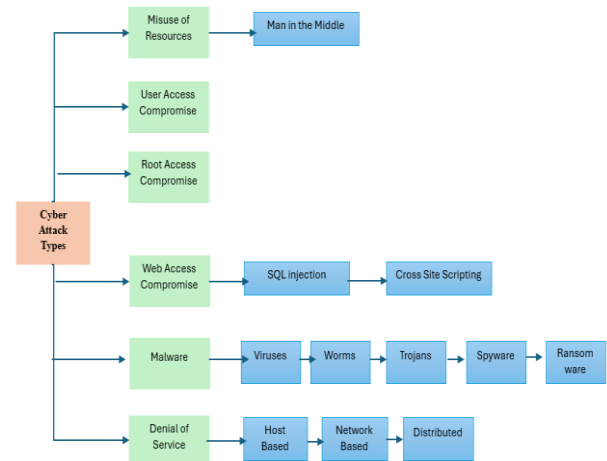 Misuse of
Resources
Man in the Middle
User Access
Compromise
Root Access
Compromise
Cyber
Attack
Types
Web Access
Compromise
SQL injection
Cross Site Scripting
Malware
Viruses
Worms
Trojans
Spyware
Ransom
ware
Denial of
Service
Host
Based
Network
Based
Distributed